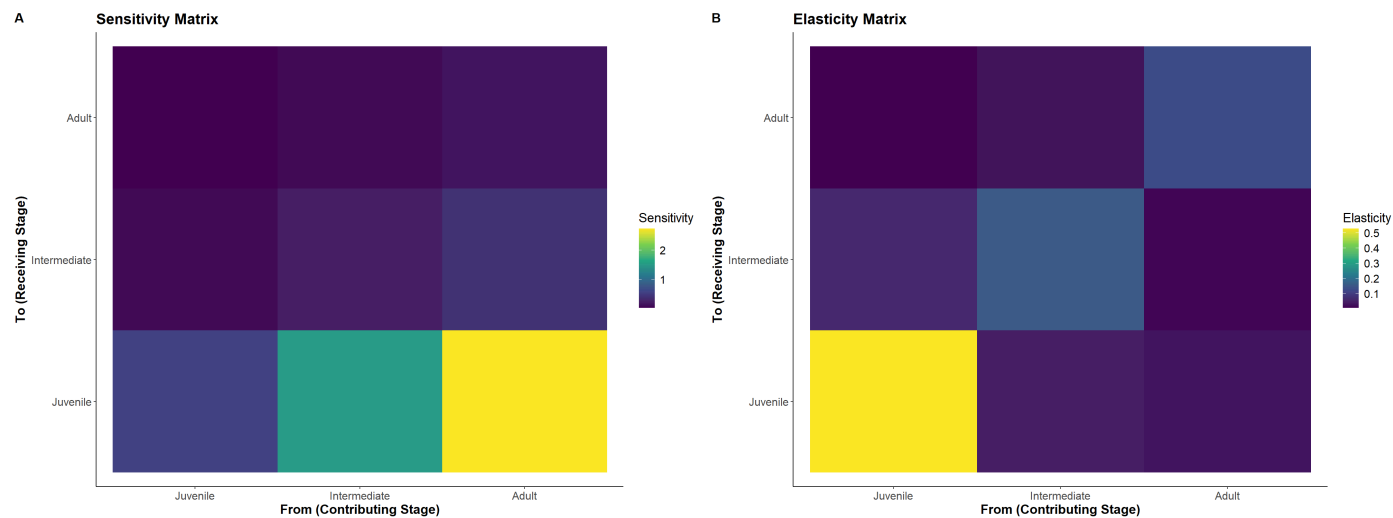 A
Sensitivity Matrix
To (Receiving Stage)
Adult
Intermediate
Juvenile
Juvenile
Intermediate
Adult
From (Contributing Stage)
Sensitivity
2
1
B
Elasticity Matrix
To (Receiving Stage)
Adult
Intermediate
Juvenile
Juvenile
Intermediate
Adult
From (Contributing Stage)
Elasticity
0.5
0.4
0.3
0.2
0.1